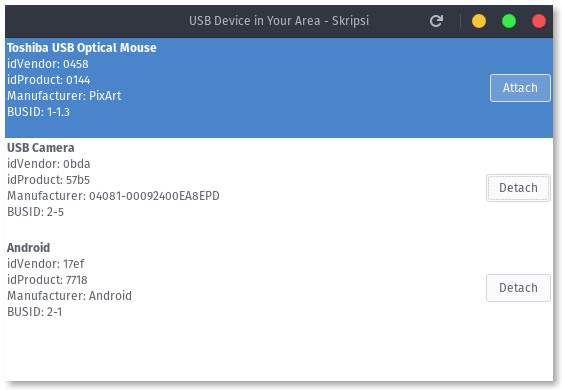 USB Device in Your Area - Skripsi
Toshiba USB Optical Mouse
idVendor: 0458
idProduct: 0144
Manufacturer: PixArt
BUSID: 1-1.3
Attach
USB Camera
idVendor: 0bda
idProduct: 57b5
Manufacturer: 04081-00092400EA8EPD
BUSID: 2-5
Detach
Android
idVendor: 17ef
idProduct: 7718
Manufacturer: Android
BUSID: 2-1
Detach